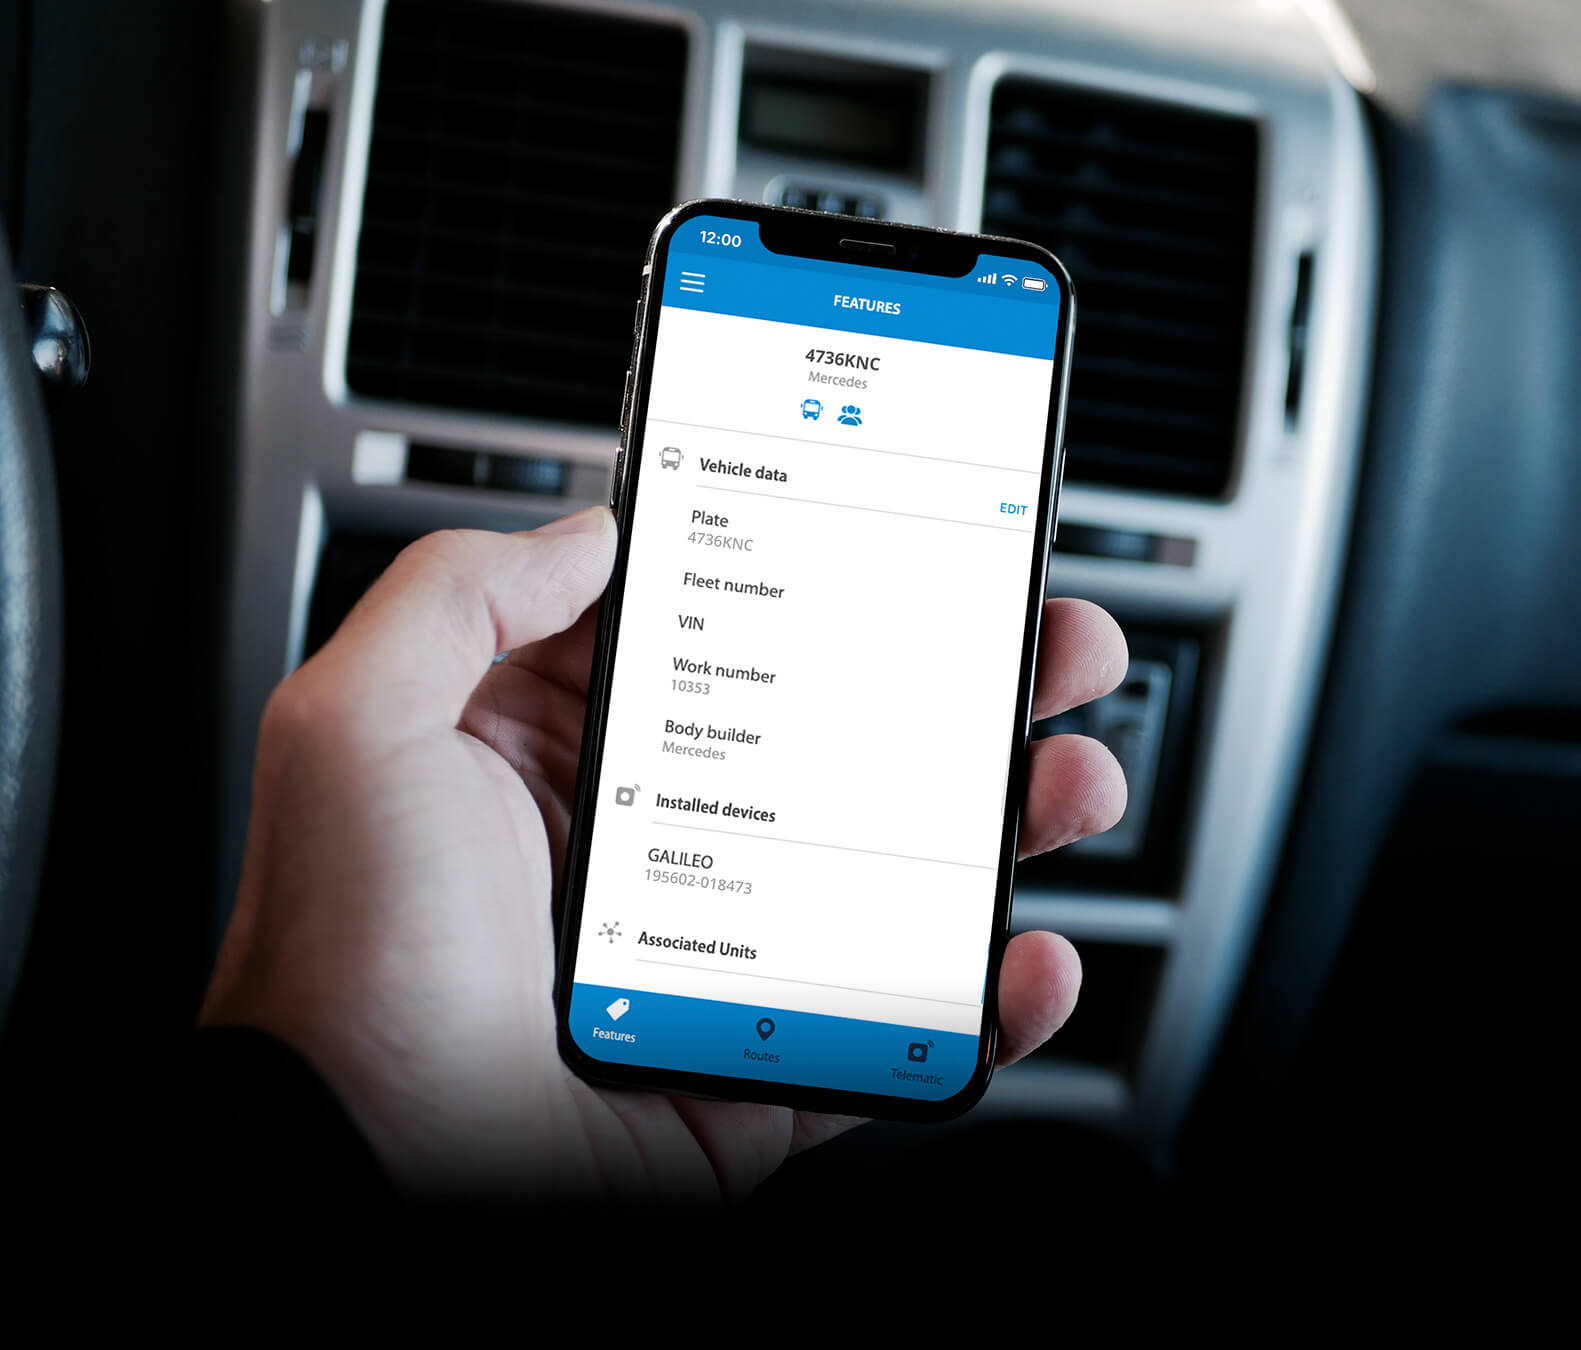 12:00
FEATURES
4736KNC
Mercedes
Vehicle data
EDIT
Plate
4736KNC
Fleet number
VIN
Work number
10353
Body builder
Mercedes
Installed devices
GALILEO
195602-018473
Associated Units
Features
Routes
Telematic